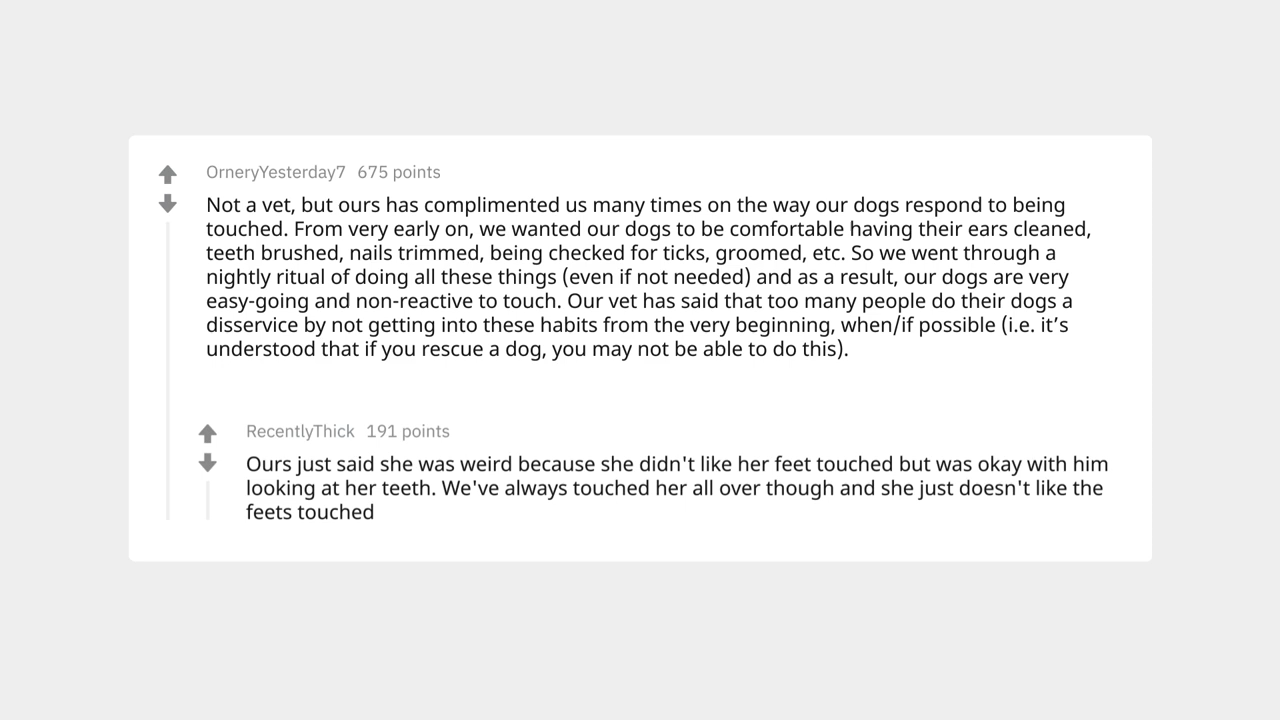 OrneryYesterday7 675 points
Not a vet, but ours has complimented us many times on the way our dogs respond to being
touched. From very early on, we wanted our dogs to be comfortable having their ears cleaned,
teeth brushed, nails trimmed, being checked for ticks, groomed, etc. So we went through a
nightly ritual of doing all these things (even if not needed) and as a result, our dogs are very
easy-going and non-reactive to touch. Our vet has said that too many people do their dogs a
disservice by not getting into these habits from the very beginning, when/if possible (i.e. it’s
understood that if you rescue a dog, you may not be able to do this).
RecentlyThick 191 points
Ours just said she was weird because she didn't like her feet touched but was okay with him
looking at her teeth. We've always touched her all over though and she just doesn't like the
feets touched